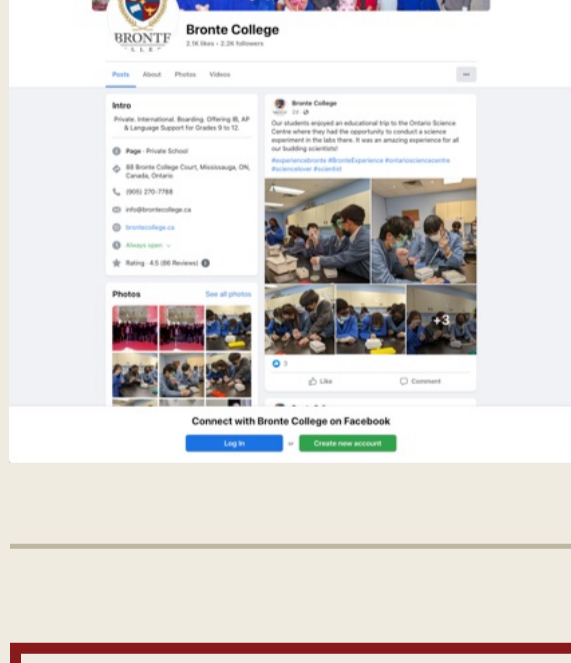 BRONTE
Bronte College
2.1K likes • 2.2K followers
Posts About Photos Videos
Intro
Private. International. Boarding. Offering IB, AP
& Language Support for Grades 9 to 12.
Page · Private School
88 Bronte College Court, Mississauga, ON,
Canada, Ontario
(905) 270-7788
info@brontecollege.ca
brontecollege.ca
Always open
Rating · 4.5 (86 Reviews)
Photos
See all photos
Bronte College
Our students enjoyed an educational trip to the Ontario Science
Centre where they had the opportunity to conduct a science
experiment in the labs there. It was an amazing experience for all
our budding scientists!
#experiencebronte #BronteExperience #ontariosciencecentre
#sciencelover #scientist
+3
3
Like Comment
Connect with Bronte College on Facebook
Log In or Create new account